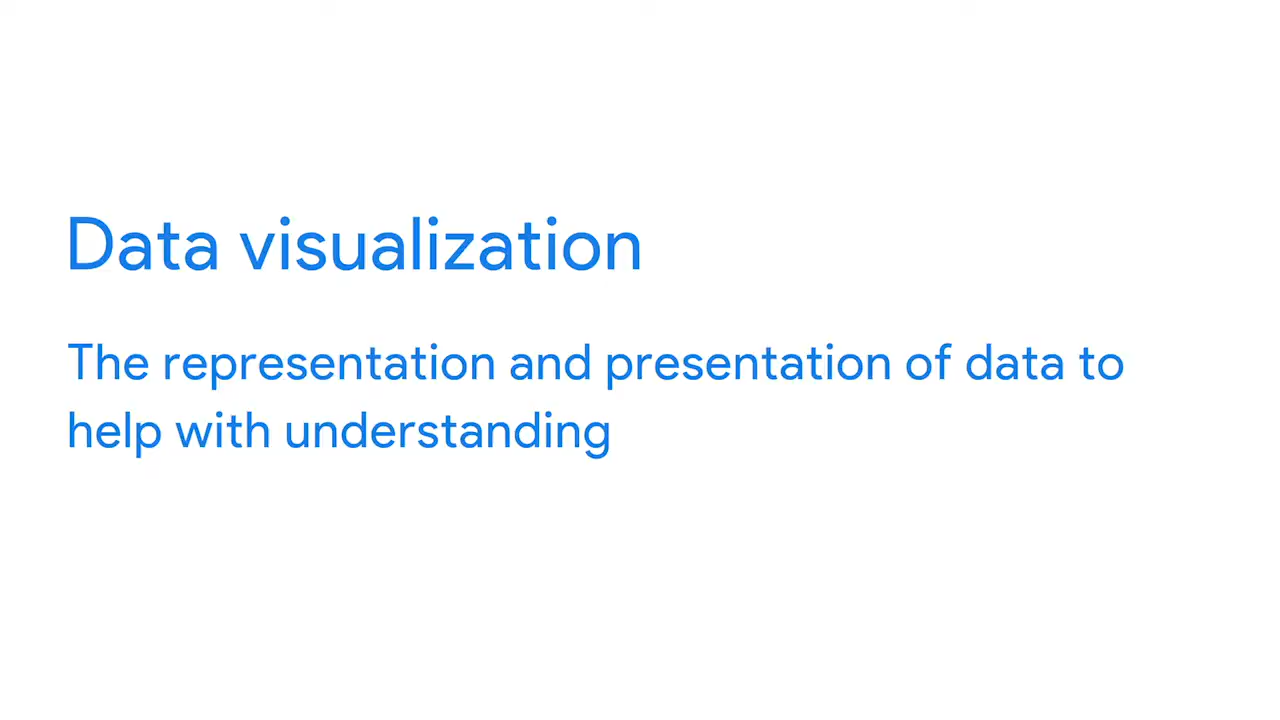 Data visualization
The representation and presentation of data to
help with understanding